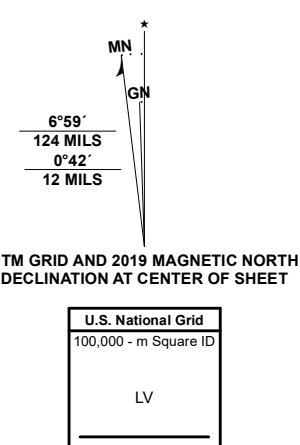 ★
MN
GN
6°59´
124 MILS
0°42´
12 MILS
TM GRID AND 2019 MAGNETIC NORTH
DECLINATION AT CENTER OF SHEET
U.S. National Grid
100,000 - m Square ID
LV